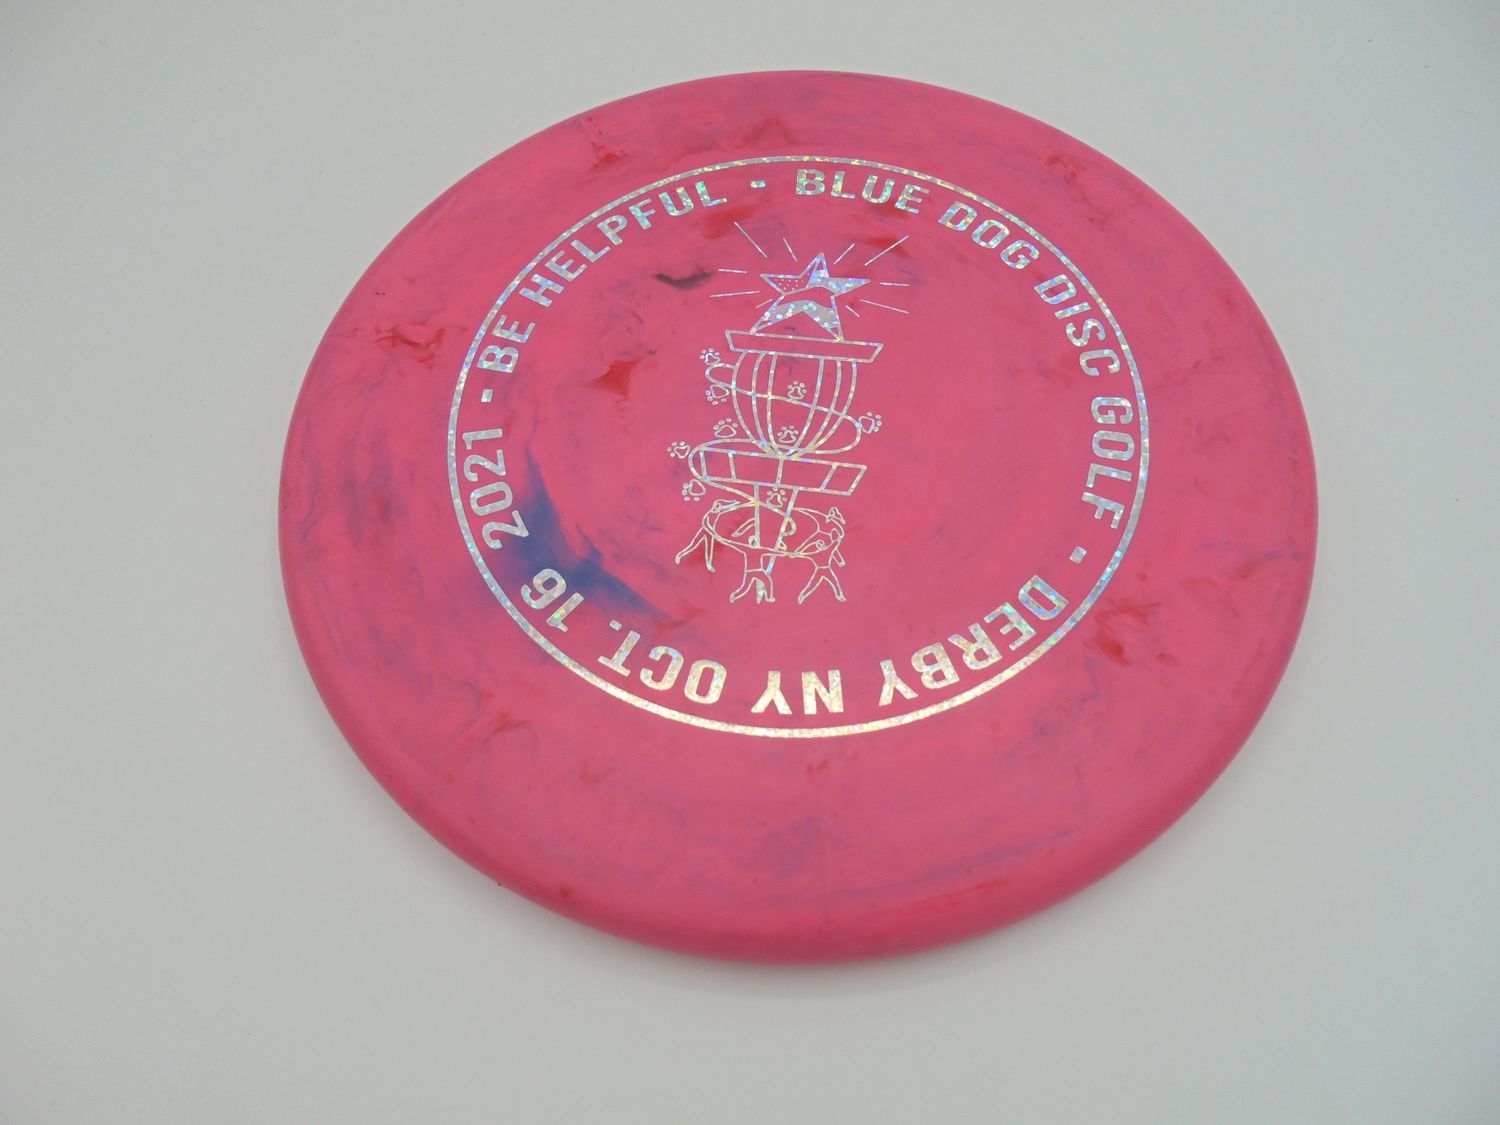 BE HELPFUL - BLUE DOG DISC GOLF - DERBY NY OCT. 16 2021 -